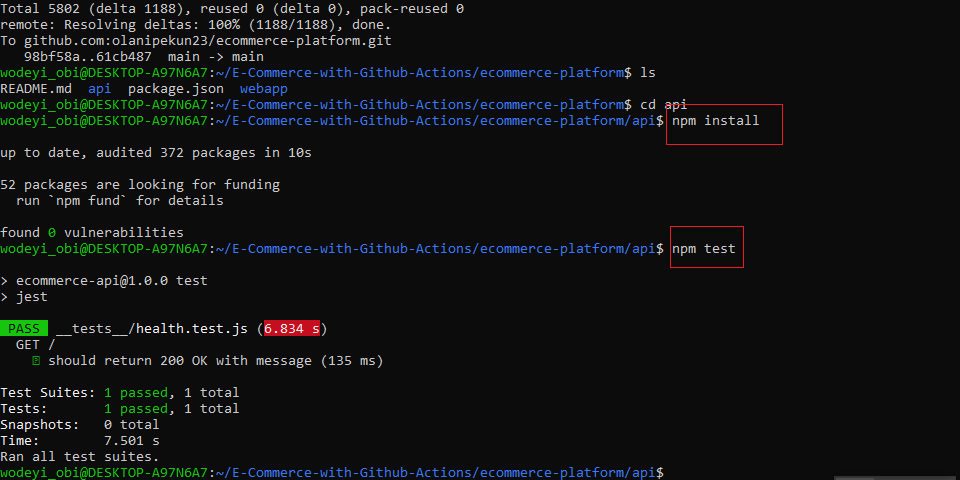 Total 5802 (delta 1188), reused 0 (delta 0), pack-reused 0
remote: Resolving deltas: 100% (1188/1188), done.
To github.com:olanipekun23/ecommerce-platform.git
   98bf58a..61cb487  main -> main
wodeyi_obi@DESKTOP-A97N6A7:~/E-Commerce-with-Github-Actions/ecommerce-platform$ ls
README.md  api  package.json  webapp
wodeyi_obi@DESKTOP-A97N6A7:~/E-Commerce-with-Github-Actions/ecommerce-platform$ cd api
wodeyi_obi@DESKTOP-A97N6A7:~/E-Commerce-with-Github-Actions/ecommerce-platform/api$ npm install
up to date, audited 372 packages in 10s
52 packages are looking for funding
  run `npm fund` for details
found 0 vulnerabilities
wodeyi_obi@DESKTOP-A97N6A7:~/E-Commerce-with-Github-Actions/ecommerce-platform/api$ npm test
> ecommerce-api@1.0.0 test
> jest
PASS __tests__/health.test.js (6.834 s)
  GET /
    should return 200 OK with message (135 ms)
Test Suites: 1 passed, 1 total
Tests:       1 passed, 1 total
Snapshots:   0 total
Time:        7.501 s
Ran all test suites.
wodeyi_obi@DESKTOP-A97N6A7:~/E-Commerce-with-Github-Actions/ecommerce-platform/api$